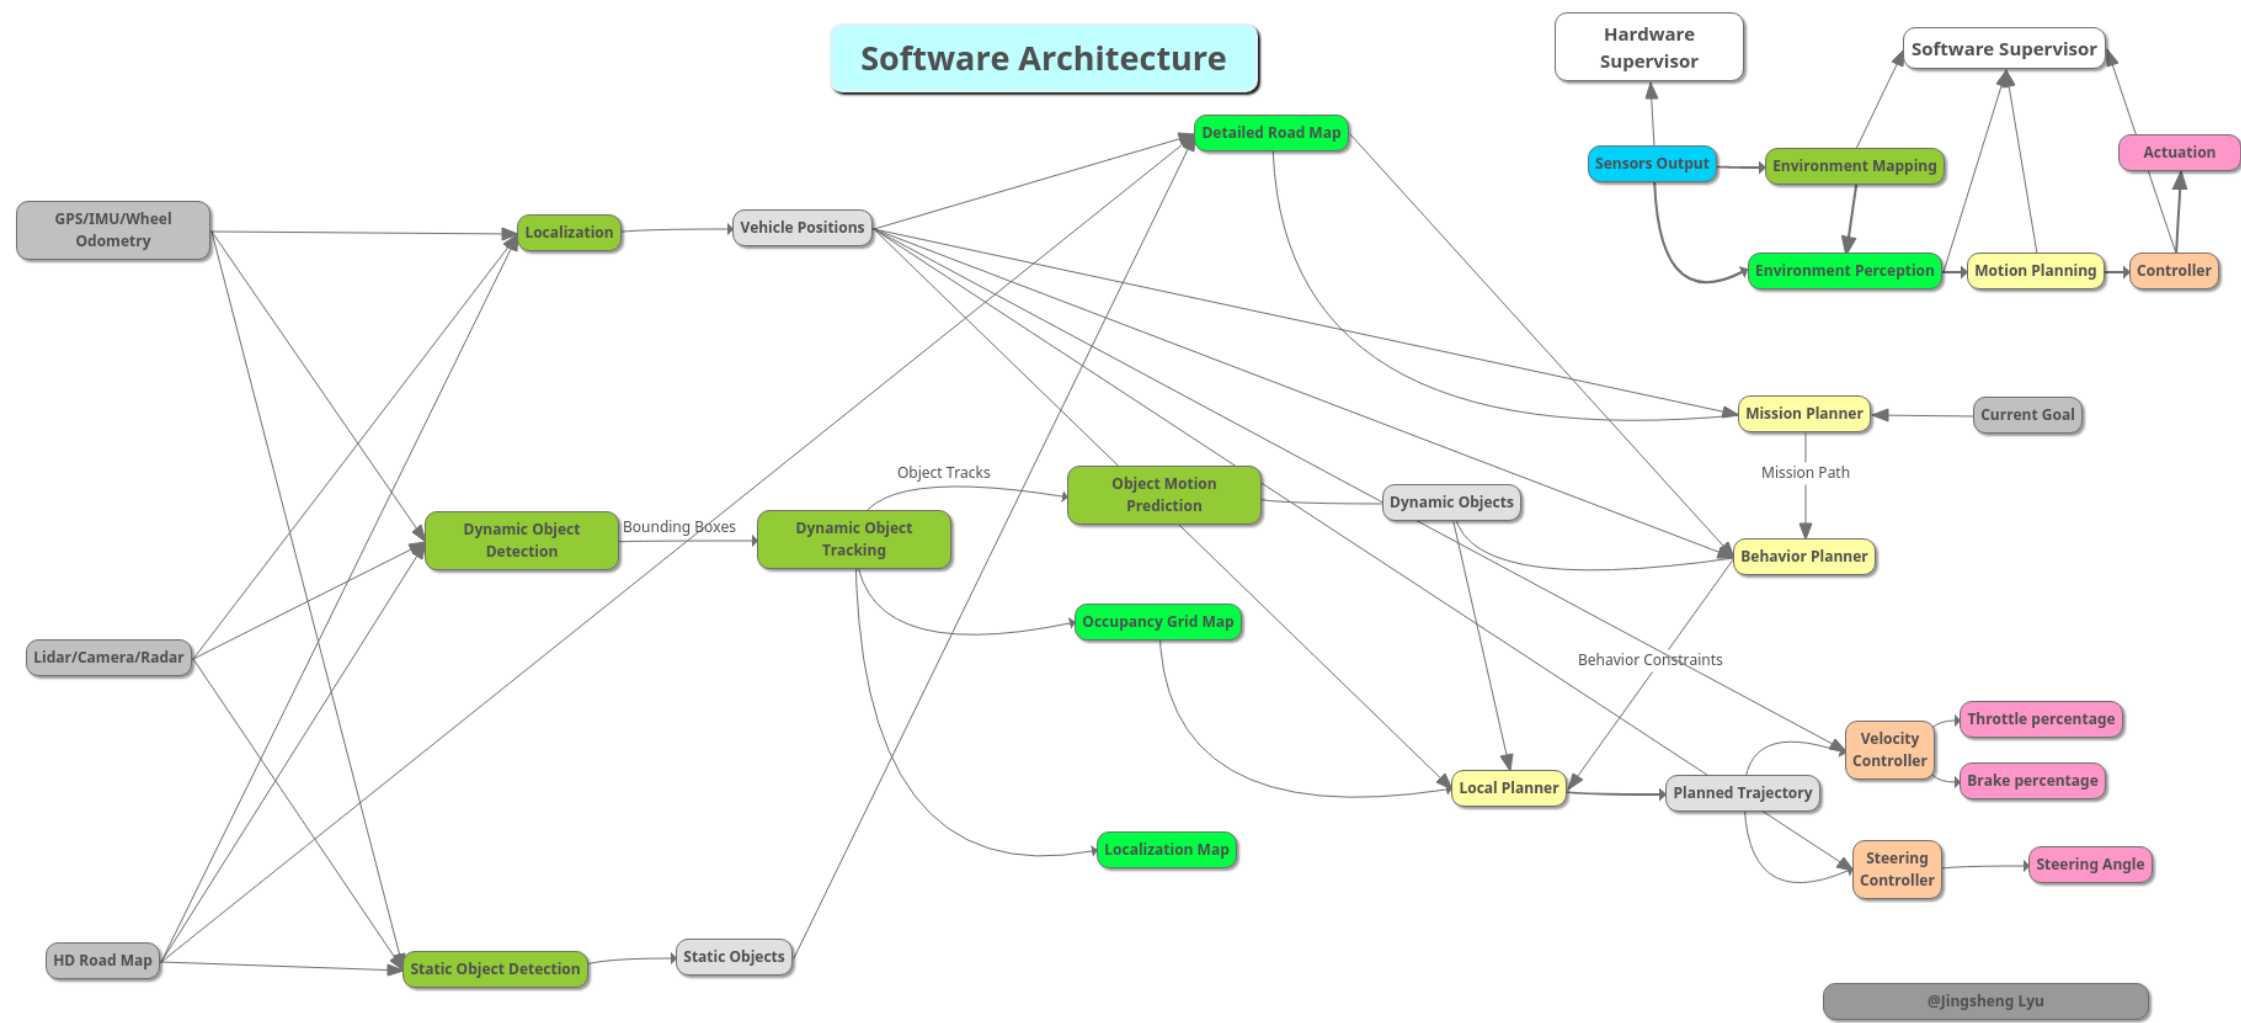 Software Architecture
Hardware
Supervisor
Software Supervisor
Detailed Road Map
Sensors Output
Environment Mapping
Actuation
GPS/IMU/Wheel
Odometry
Localization
Vehicle Positions
Environment Perception
Motion Planning
Controller
Mission Planner
Current Goal
Object Tracks
Mission Path
Object Motion
Prediction
Dynamic Objects
Dynamic Object
Detection
Bounding Boxes
Dynamic Object
Tracking
Behavior Planner
Occupancy Grid Map
Lidar/Camera/Radar
Behavior Constraints
Throttle percentage
Velocity
Controller
Brake percentage
Local Planner
Planned Trajectory
Localization Map
Steering
Controller
Steering Angle
HD Road Map
Static Object Detection
Static Objects
@Jingsheng Lyu